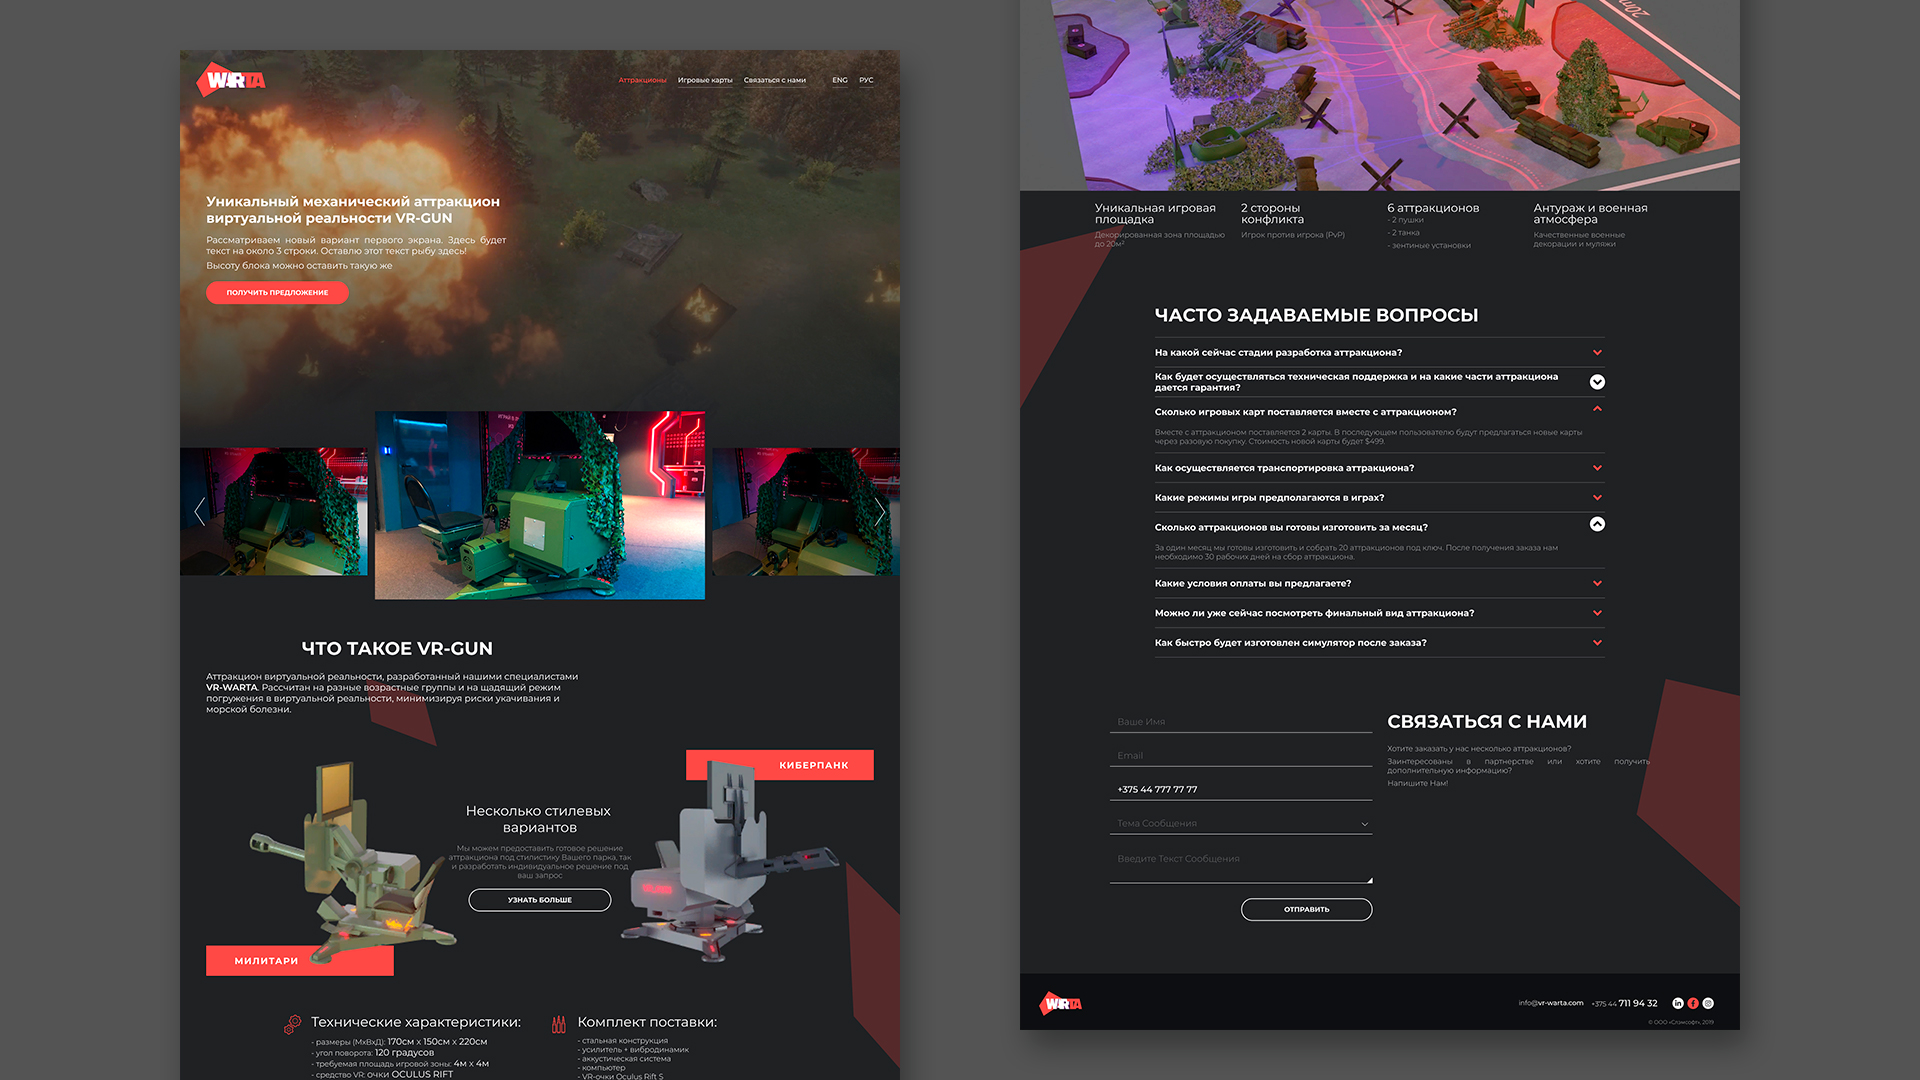 WARTA
Аттракционы Игровые карты Связаться с нами ENG РУС
Уникальный механический аттракцион
виртуальной реальности VR-GUN
Рассматриваем новый вариант первого экрана. Здесь будет
текст на около 3 строки. Оставлю этот текст рыбу здесь!
Высоту блока можно оставить такую же
ПОЛУЧИТЬ ПРЕДЛОЖЕНИЕ
ЧТО ТАКОЕ VR-GUN
Аттракцион виртуальной реальности, разработанный нашими специалистами
VR-WARTA. Рассчитан на разные возрастные группы и на щадящий режим
погружения в виртуальной реальности, минимизируя риски укачивания и
морской болезни.
КИБЕРПАНК
Несколько стилевых
вариантов
Мы можем предоставить готовое решение
аттракциона под стилистику Вашего парка, так
и разработать индивидуальное решение под
ваш запрос
УЗНАТЬ БОЛЬШЕ
МИЛИТАРИ
Технические характеристики:
- размеры (МхВхД): 170см x 150см x 220см
- угол поворота: 120 градусов
- требуемая площадь игровой зоны: 4м x 4м
- средство VR: очки OCULUS RIFT
Комплект поставки:
- стальная конструкция
- усилитель + вибродинамик
- аккустическая система
- компьютер
- VR-очки Oculus Rift S
Уникальная игровая
площадка
Декорированная зона площадью
до 20м²
2 стороны
конфликта
Игрок против игрока (PvP)
6 аттракционов
- 2 пушки
- 2 танка
- зентиные установки
Антураж и военная
атмосфера
Качественные военные
декорации и муляжи
ЧАСТО ЗАДАВАЕМЫЕ ВОПРОСЫ
На какой сейчас стадии разработка аттракциона?
Как будет осуществляться техническая поддержка и на какие части аттракциона
дается гарантия?
Сколько игровых карт поставляется вместе с аттракционом?
Вместе с аттракционом поставляется 2 карты. В последующем пользователю будут предлагаться новые карты
через разовую покупку. Стоимость новой карты будет $499.
Как осуществляется транспортировка аттракциона?
Какие режимы игры предполагаются в играх?
Сколько аттракционов вы готовы изготовить за месяц?
За один месяц мы готовы изготовить и собрать 20 аттракционов под ключ. После получения заказа нам
необходимо 30 рабочих дней на сбор аттракциона.
Какие условия оплаты вы предлагаете?
Можно ли уже сейчас посмотреть финальный вид аттракциона?
Как быстро будет изготовлен симулятор после заказа?
Ваше Имя
Email
+375 44 777 77 77
Тема Сообщения
Введите Текст Сообщения
ОТПРАВИТЬ
СВЯЗАТЬСЯ С НАМИ
Хотите заказать у нас несколько аттракционов?
Заинтересованы в партнерстве или хотите получить
дополнительную информацию?
Напишите Нам!
WARTA
info@vr-warta.com +375 44 711 94 32
© ООО «Слэксофт», 2019